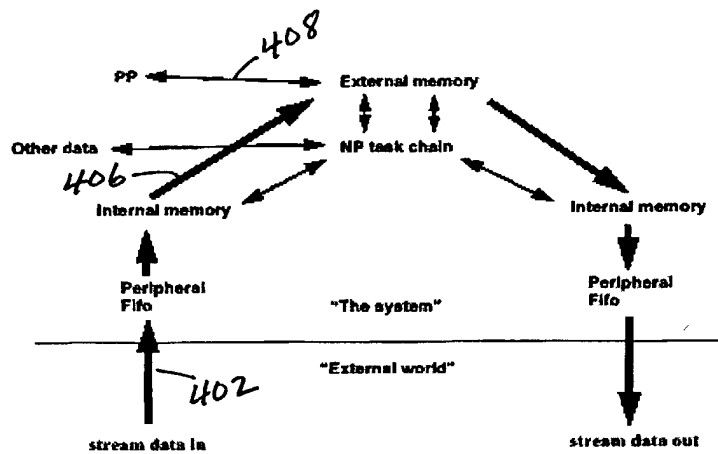 408
PP
External memory
Other data
NP task chain
406
Internal memory
Internal memory
Peripheral
Fifo
Peripheral
Fifo
"The system"
"External world"
402
stream data in
stream data out